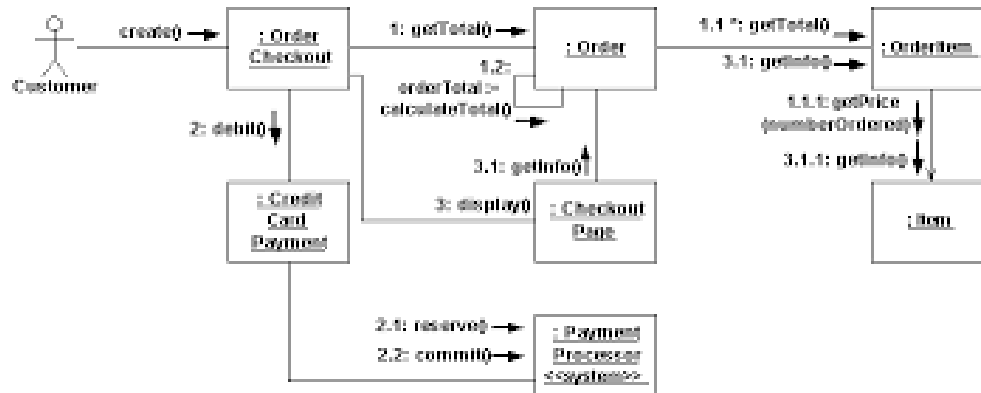 create()
Customer
: Order
Checkout
1: getTotal()
: Order
1.2:
orderTotal :=
calculateTotal()
1.1 *: getTotal()
3.1: getInfo()
: OrderItem
1.1.1: getPrice
(numberOrdered)
3.1.1: getInfo()
2: debit()
3.1: getInfo()
: Credit
Card
Payment
3: display()
: Checkout
Page
: Item
2.1: reserve()
2.2: commit()
: Payment
Processor
<<system>>